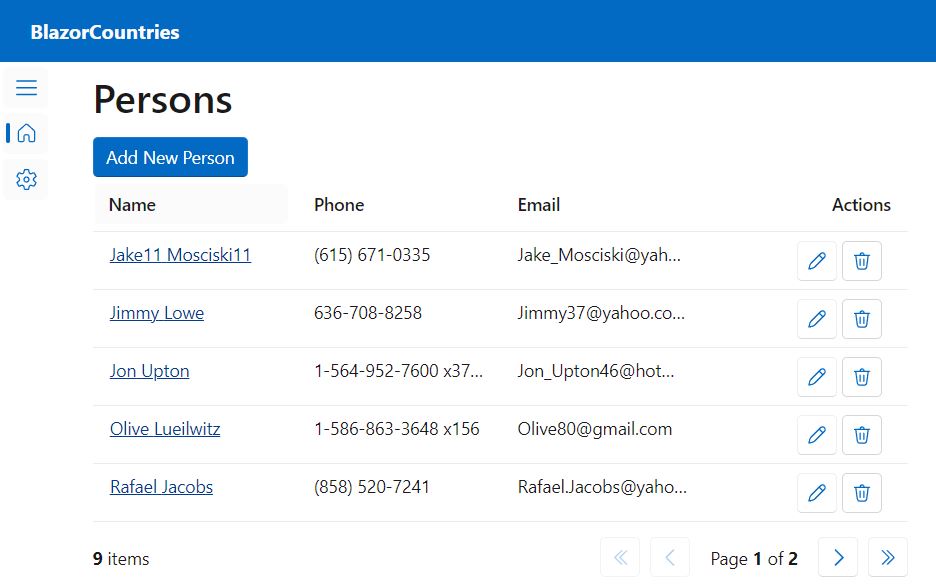 BlazorCountries
Persons
Add New Person
Name Phone Email Actions
Jake11 Mosciski11 (615) 671-0335 Jake_Mosciski@yah...
Jimmy Lowe 636-708-8258 Jimmy37@yahoo.co...
Jon Upton 1-564-952-7600 x37... Jon_Upton46@hot...
Olive Lueilwitz 1-586-863-3648 x156 Olive80@gmail.com
Rafael Jacobs (858) 520-7241 Rafael.Jacobs@yaho...
9 items Page 1 of 2